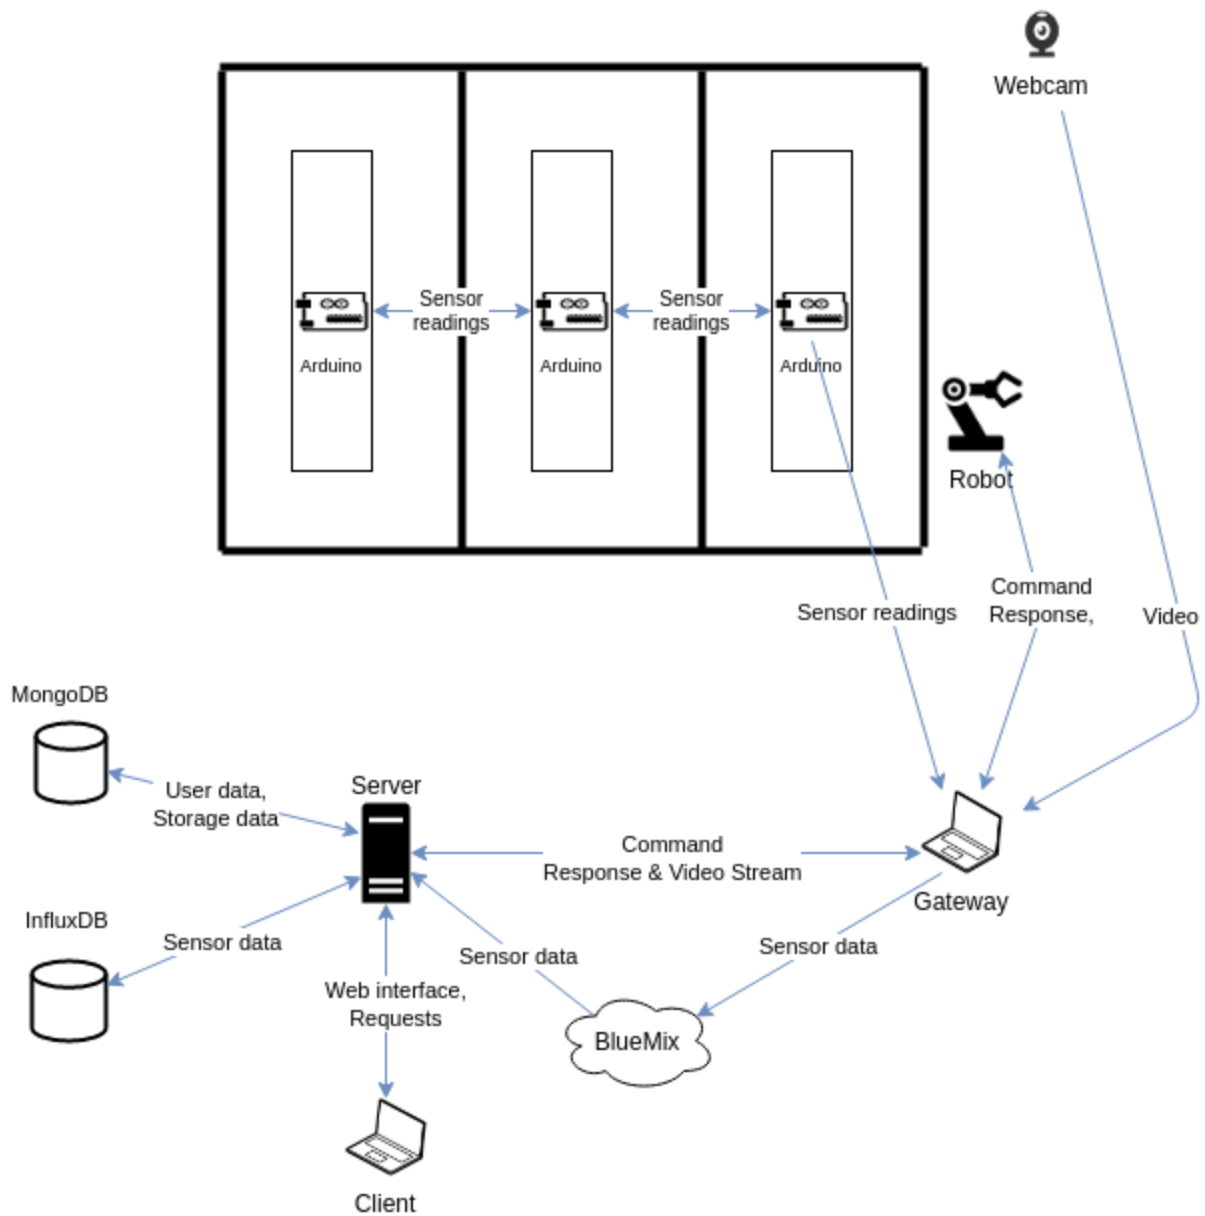 Webcam
Sensor
readings
Sensor
readings
Arduino
Arduino
Arduino
Robot
Command
Response,
Sensor readings
Video
MongoDB
User data,
Storage data
Server
Command
Response & Video Stream
Gateway
InfluxDB
Sensor data
Sensor data
Sensor data
Web interface,
Requests
BlueMix
Client